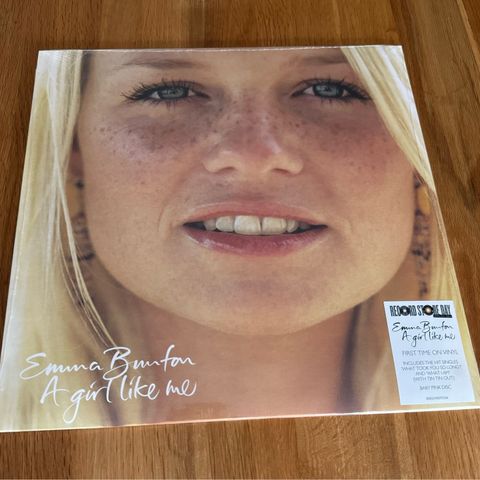 Emma Bunton
A girl like me
RECORD STORE DAY
Emma Bunton
A girl like me
FIRST TIME ON VINYL
INCLUDES THE HIT SINGLES
'WHAT TOOK YOU SO LONG?'
AND 'WHAT I AM'
(WITH TIN TIN OUT)
BABY PINK DISC